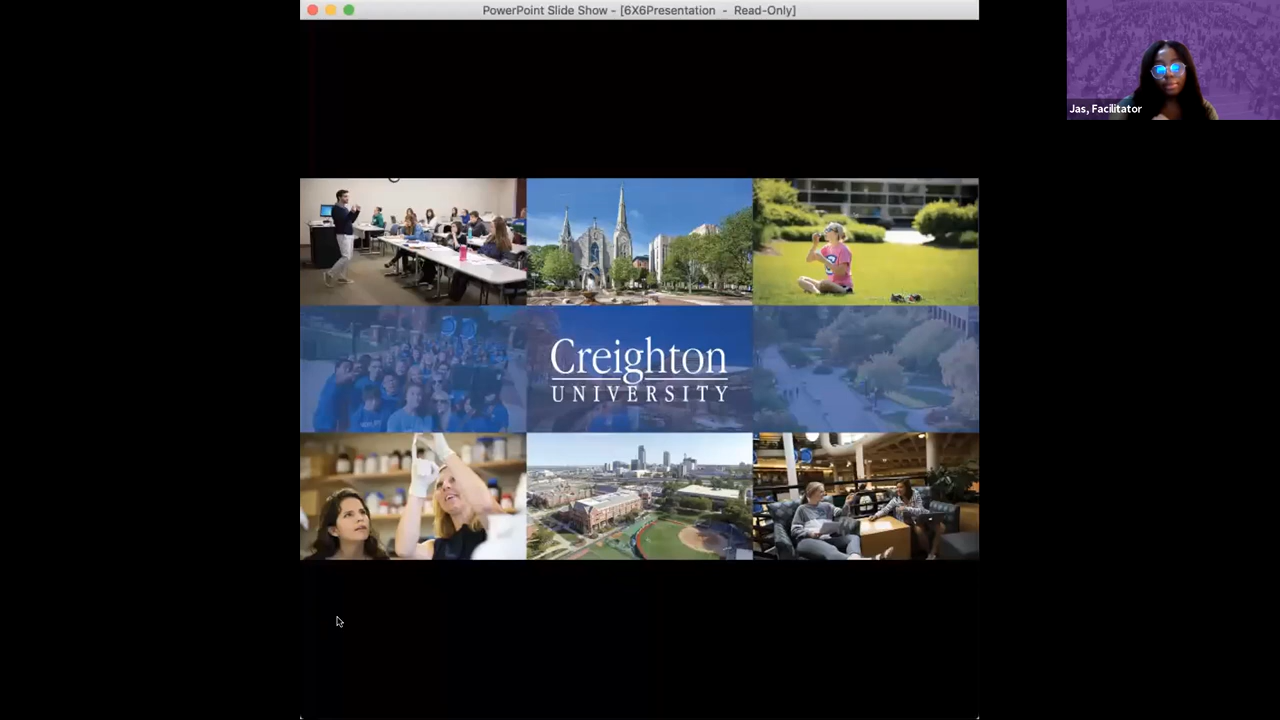 PowerPoint Slide Show - [6X6Presentation - Read-Only]
Jas, Facilitator
Creighton
UNIVERSITY